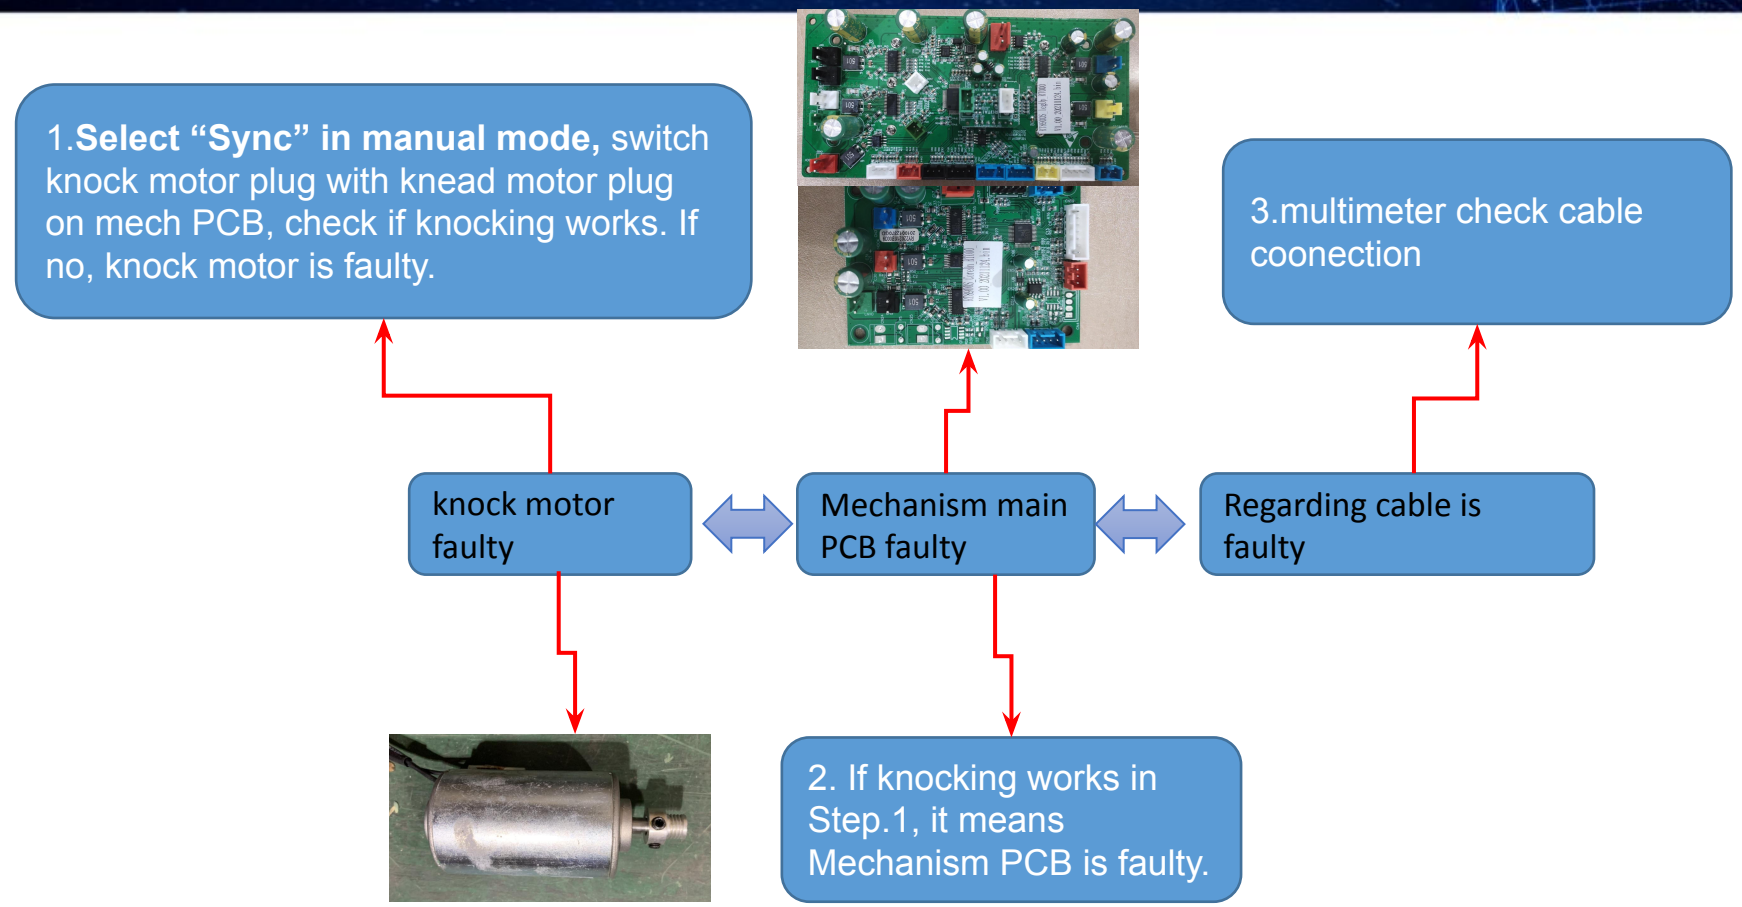 1.Select “Sync” in manual mode, switch
knock motor plug with knead motor plug
on mech PCB, check if knocking works. If
no, knock motor is faulty.
3.multimeter check cable
coonection
knock motor
faulty
Mechanism main
PCB faulty
Regarding cable is
faulty
2. If knocking works in
Step.1, it means
Mechanism PCB is faulty.